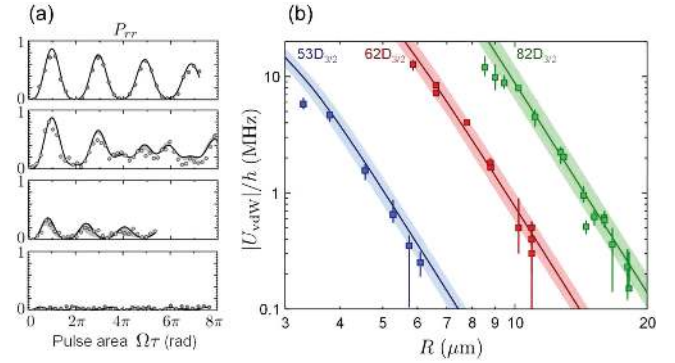 (a)
P_rr
1
0
1
0
1
0
1
0
0 2π 4π 6π 8π
Pulse area Ωτ (rad)
(b)
53D3/2 62D3/2 82D3/2
10
1
0.1
|U_vdW|/h (MHz)
3 4 5 6 7 8 9 10 20
R (μm)